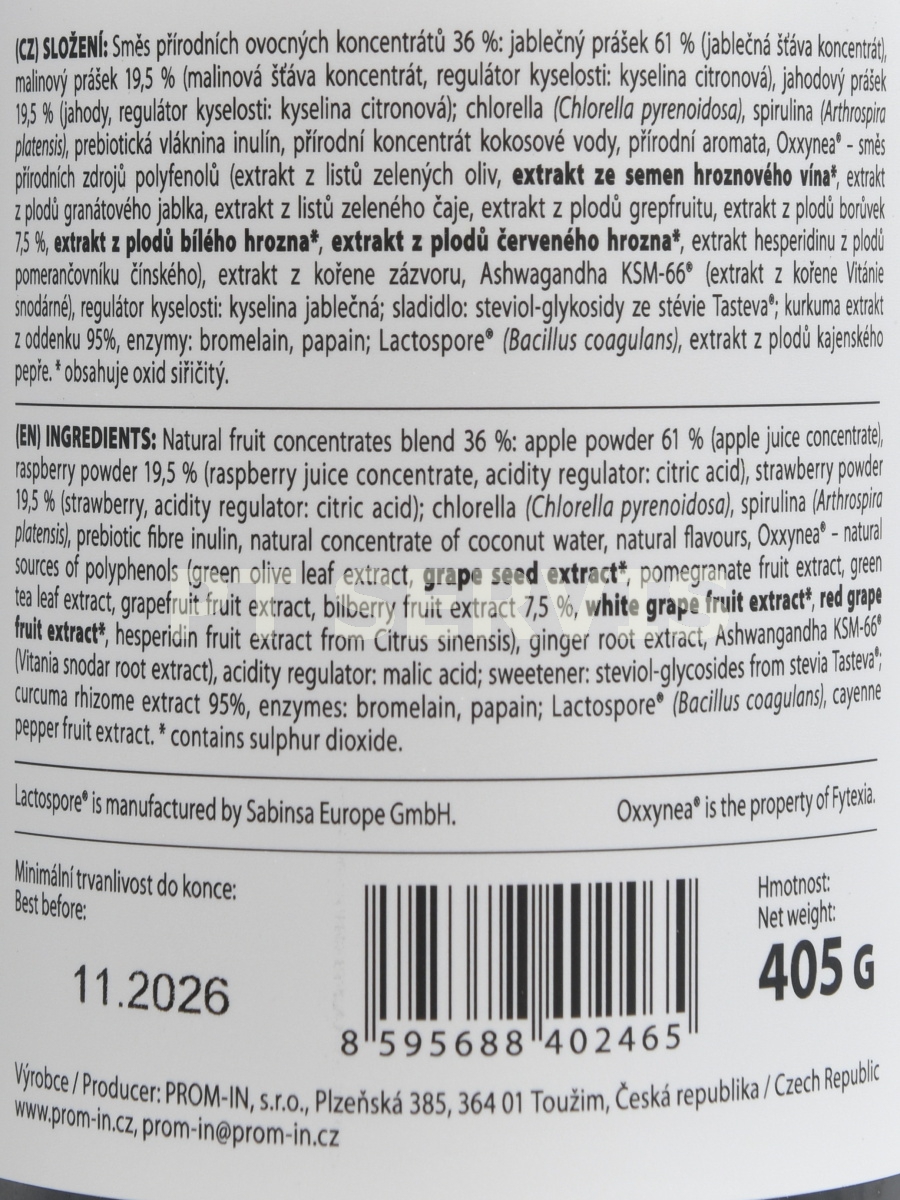 (CZ) SLOŽENÍ: Směs přírodních ovocných koncentrátů 36 %: jablečný prášek 61 % (jablečná šťáva koncentrát),
malinový prášek 19,5 % (malinová šťáva koncentrát, regulátor kyselosti: kyselina citronová), jahodový prášek
19,5 % (jahody, regulátor kyselosti: kyselina citronová); chlorella (Chlorella pyrenoidosa), spirulina (Arthrospira
platensis), prebiotická vláknina inulín, přírodní koncentrát kokosové vody, přírodní aromata, Oxxynea® - směs
přírodních zdrojů polyfenolů (extrakt z listů zelených oliv, extrakt ze semen hroznového vína*, extrakt
z plodů granátového jablka, extrakt z listů zeleného čaje, extrakt z plodů grepfruitu, extrakt z plodů borůvek
7,5 %, extrakt z plodů bílého hrozna*, extrakt z plodů červeného hrozna*, extrakt hesperidinu z plodů
pomerančovníku čínského), extrakt z kořene zázvoru, Ashwagandha KSM-66® (extrakt z kořene Vitánie
snodárné), regulátor kyselosti: kyselina jablečná; sladidlo: steviol-glykosidy ze stévie Tasteva®; kurkuma extrakt
z oddenku 95%, enzymy: bromelain, papain; Lactospore® (Bacillus coagulans), extrakt z plodů kajenského
pepře. * obsahuje oxid siřičitý.
(EN) INGREDIENTS: Natural fruit concentrates blend 36 %: apple powder 61 % (apple juice concentrate),
raspberry powder 19,5 % (raspberry juice concentrate, acidity regulator: citric acid), strawberry powder
19,5 % (strawberry, acidity regulator: citric acid); chlorella (Chlorella pyrenoidosa), spirulina (Arthrospira
platensis), prebiotic fibre inulin, natural concentrate of coconut water, natural flavours, Oxxynea® - natural
sources of polyphenols (green olive leaf extract, grape seed extract*, pomegranate fruit extract, green
tea leaf extract, grapefruit fruit extract, bilberry fruit extract 7,5 %, white grape fruit extract*, red grape
fruit extract*, hesperidin fruit extract from Citrus sinensis), ginger root extract, Ashwangandha KSM-66®
(Vitania snodar root extract), acidity regulator: malic acid; sweetener: steviol-glycosides from stevia Tasteva®;
curcuma rhizome extract 95%, enzymes: bromelain, papain; Lactospore® (Bacillus coagulans), cayenne
pepper fruit extract. * contains sulphur dioxide.
Lactospore® is manufactured by Sabinsa Europe GmbH. Oxxynea® is the property of Fytexia.
Minimální trvanlivost do konce:
Best before:
11.2026
8 595688 402465
Hmotnost:
Net weight:
405 G
Výrobce / Producer: PROM-IN, s.r.o., Plzeňská 385, 364 01 Toužim, Česká republika / Czech Republic
www.prom-in.cz, prom-in@prom-in.cz